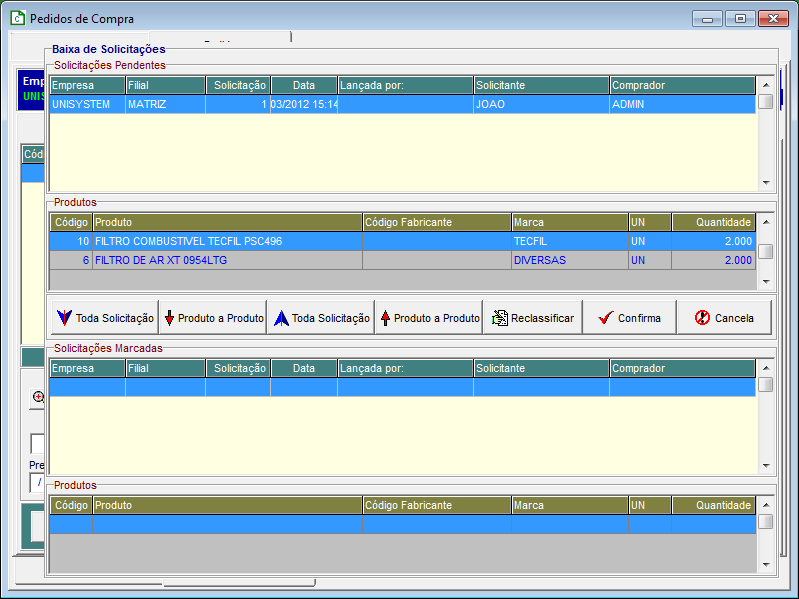 Pedidos de Compra
Baixa de Solicitações
Solicitações Pendentes
Empresa Filial Solicitação Data Lançada por: Solicitante Comprador
UNISYSTEM MATRIZ 1 03/2012 15:14 JOAO ADMIN
Produtos
Código Produto Código Fabricante Marca UN Quantidade
10 FILTRO COMBUSTIVEL TECFIL PSC496 TECFIL UN 2.000
6 FILTRO DE AR XT 0954LTG DIVERSAS UN 2.000
Toda Solicitação Produto a Produto Toda Solicitação Produto a Produto Reclassificar Confirma Cancela
Solicitações Marcadas
Empresa Filial Solicitação Data Lançada por: Solicitante Comprador
Produtos
Código Produto Código Fabricante Marca UN Quantidade
Emp
UNIS
Cód
Pre
/